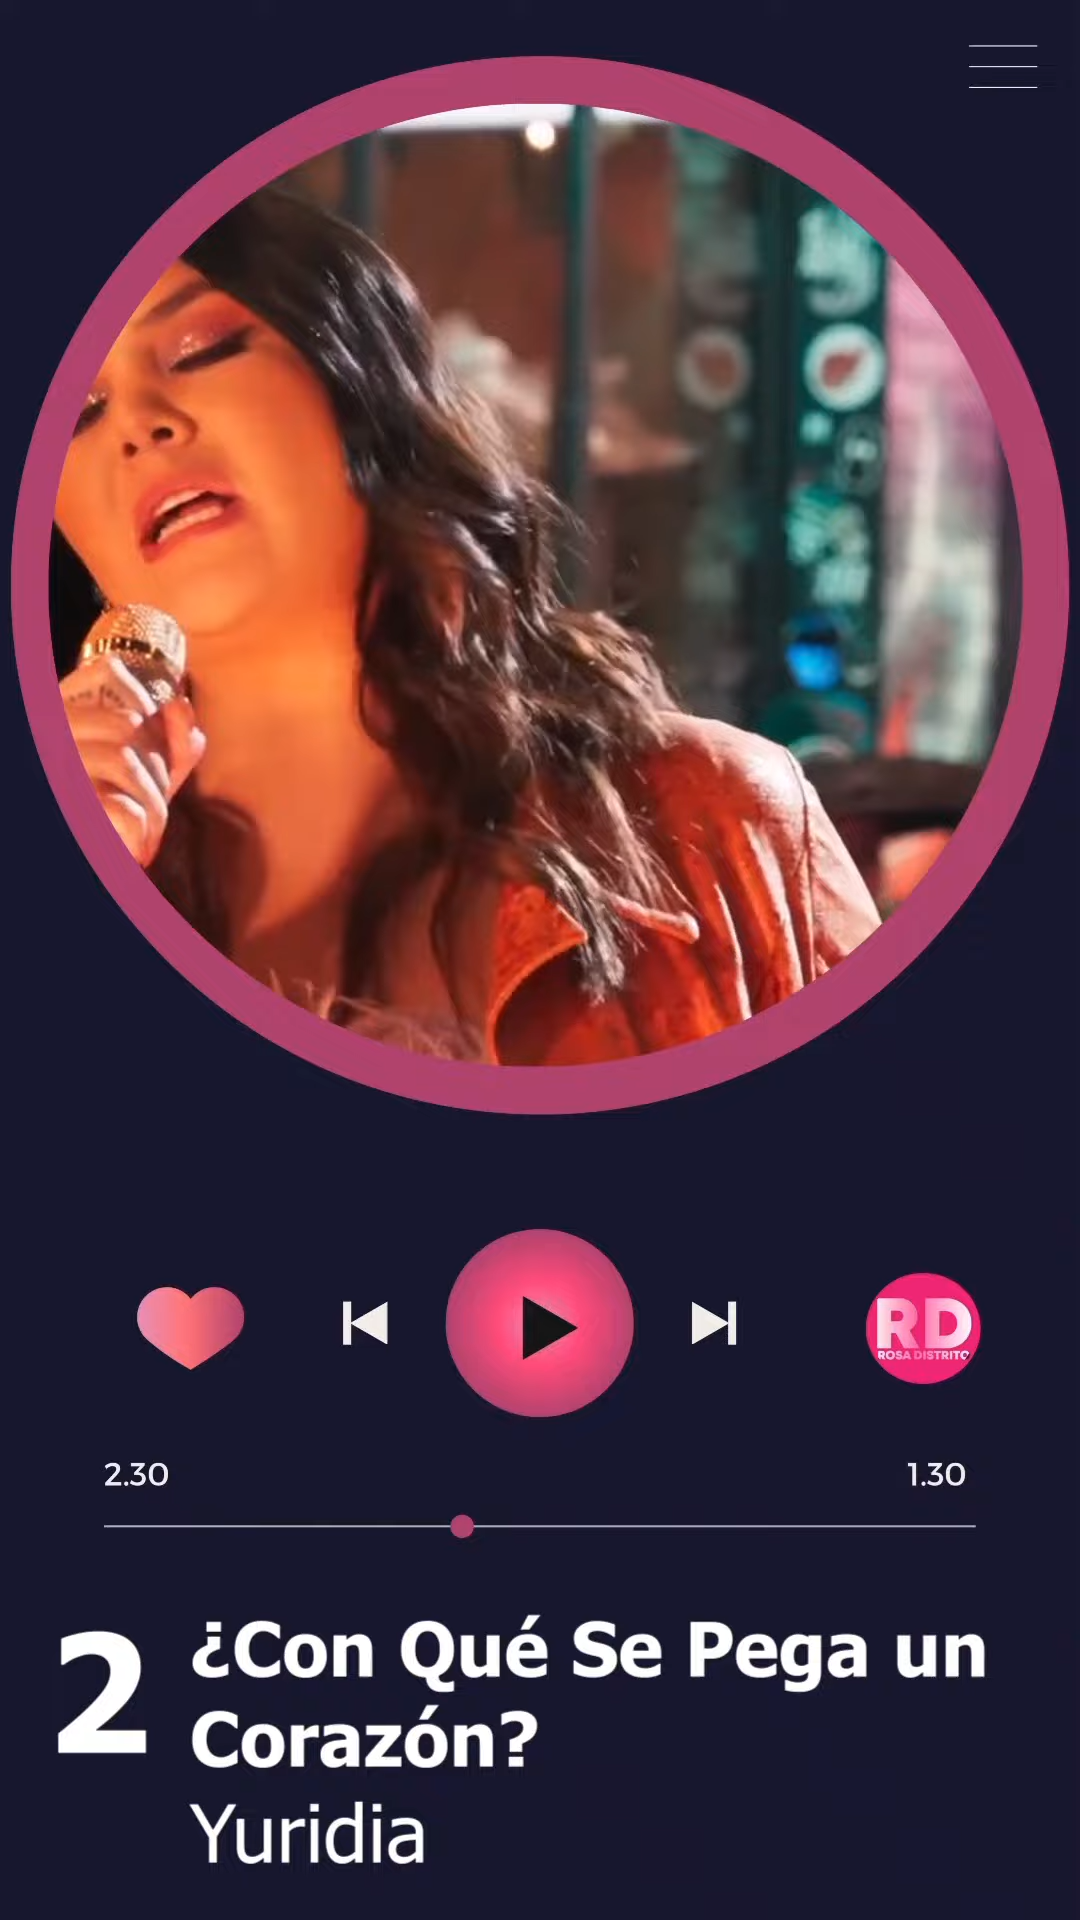 RD
ROSA DISTRITO
2.30
1.30
2
¿Con Qué Se Pega un
Corazón?
Yuridia